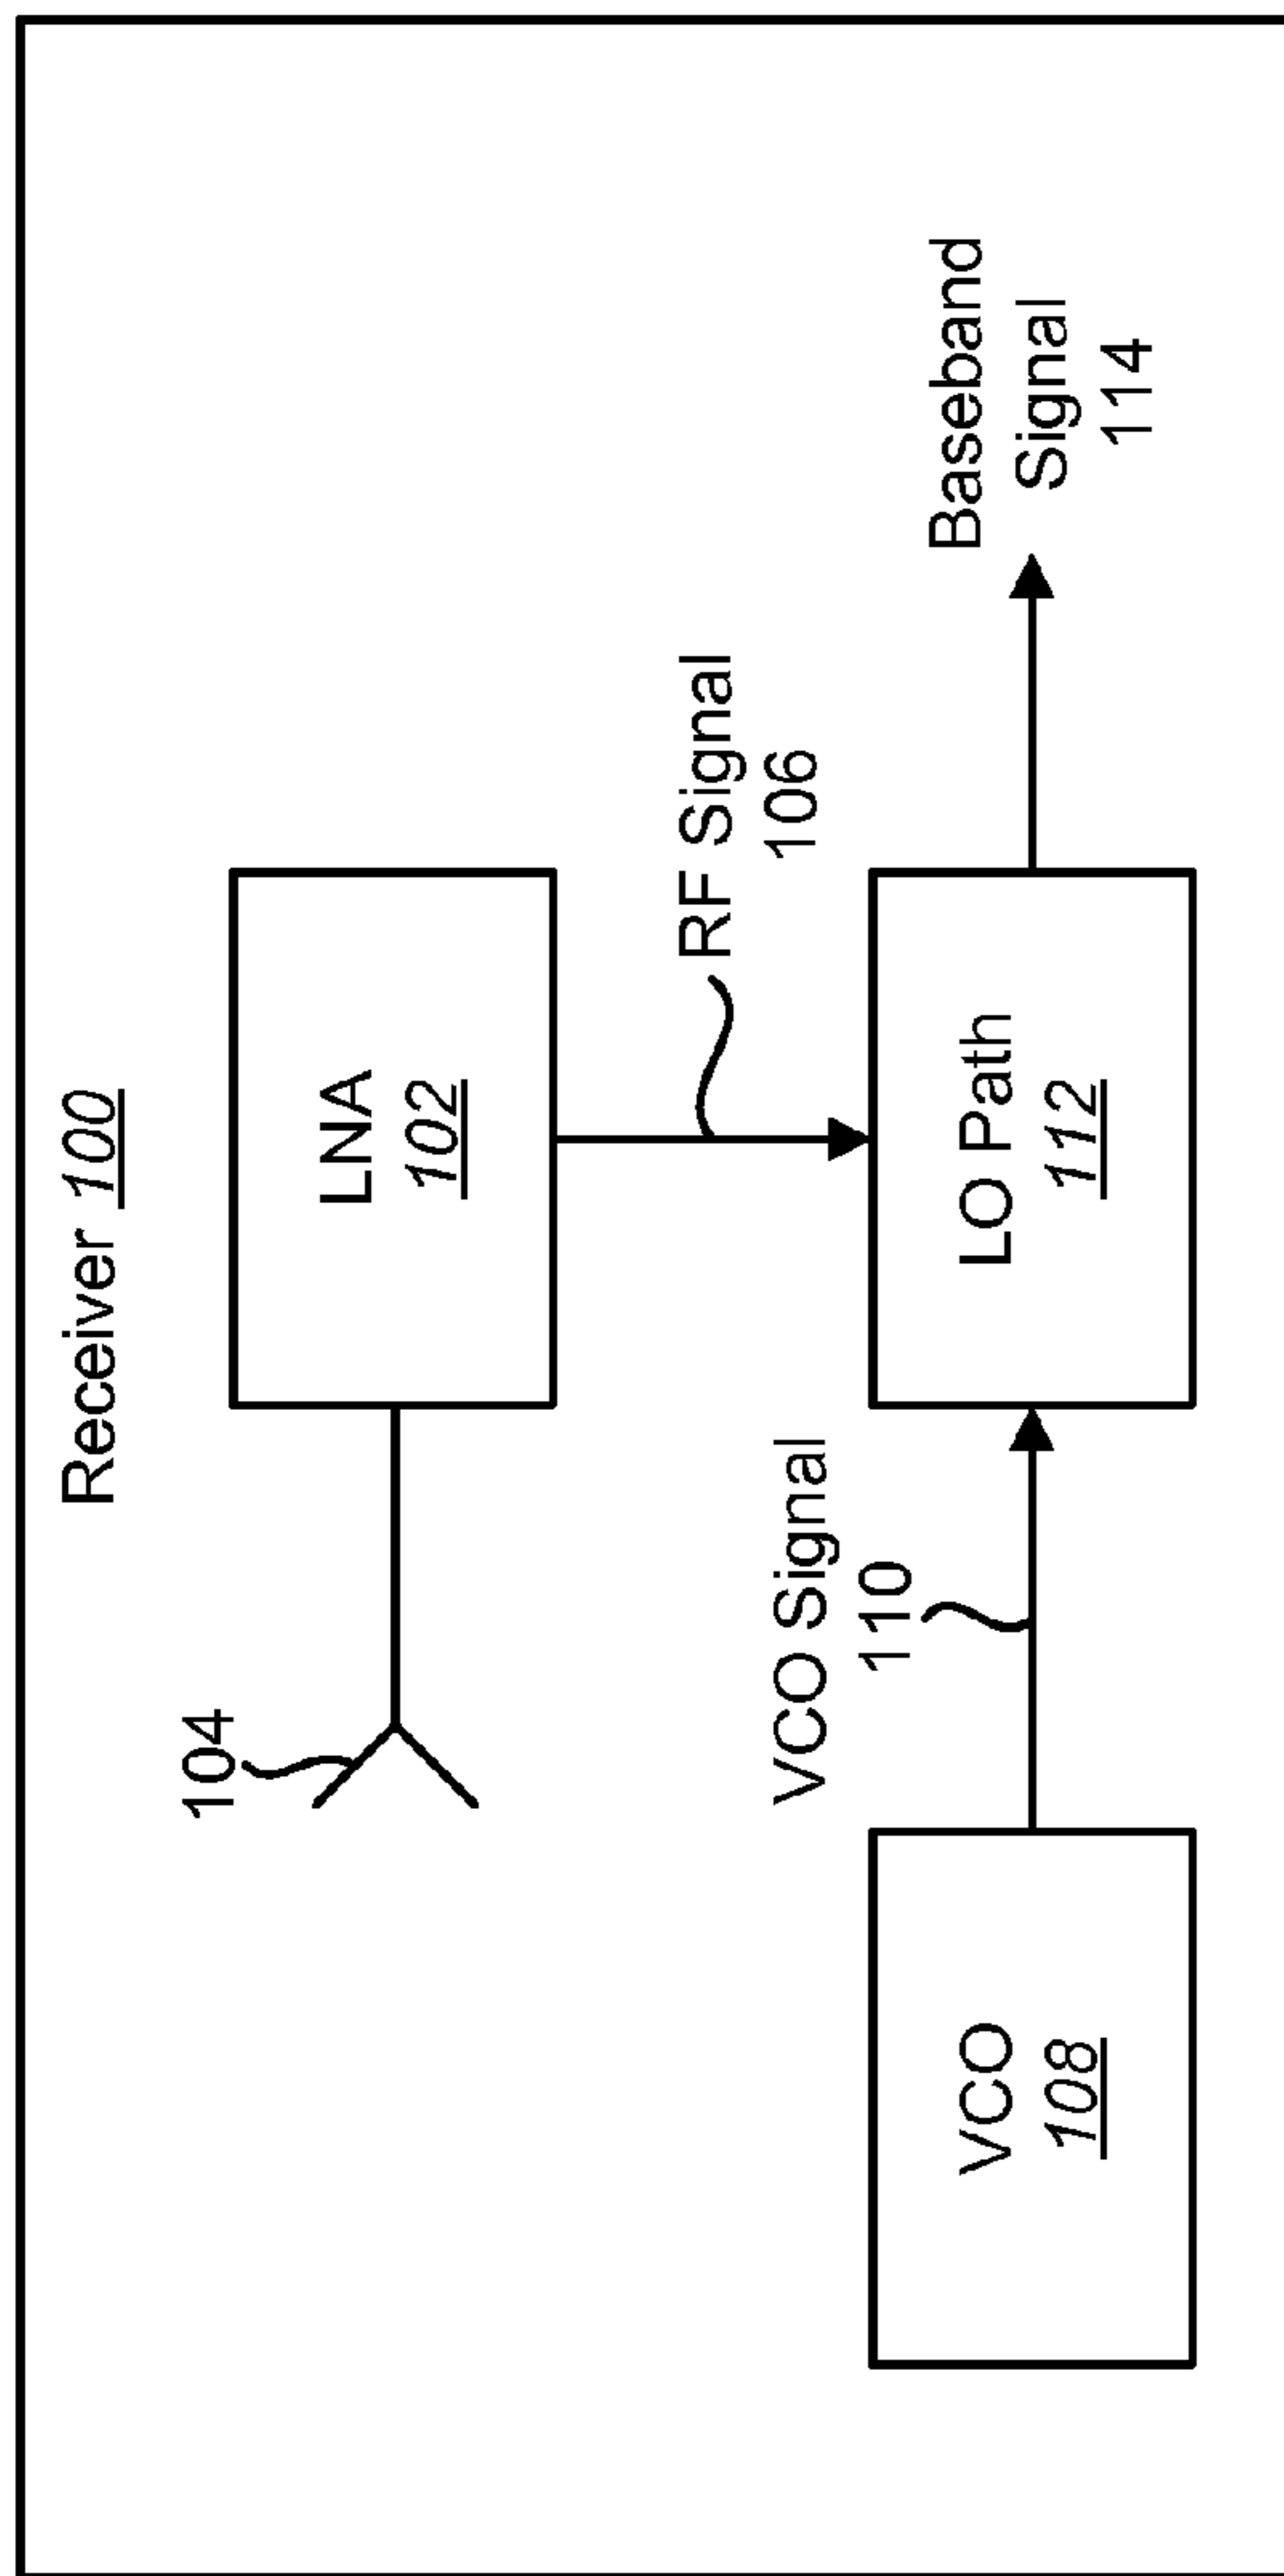 Receiver 100
104
LNA
102
RF Signal
106
VCO Signal
110
VCO
108
LO Path
112
Baseband
Signal
114